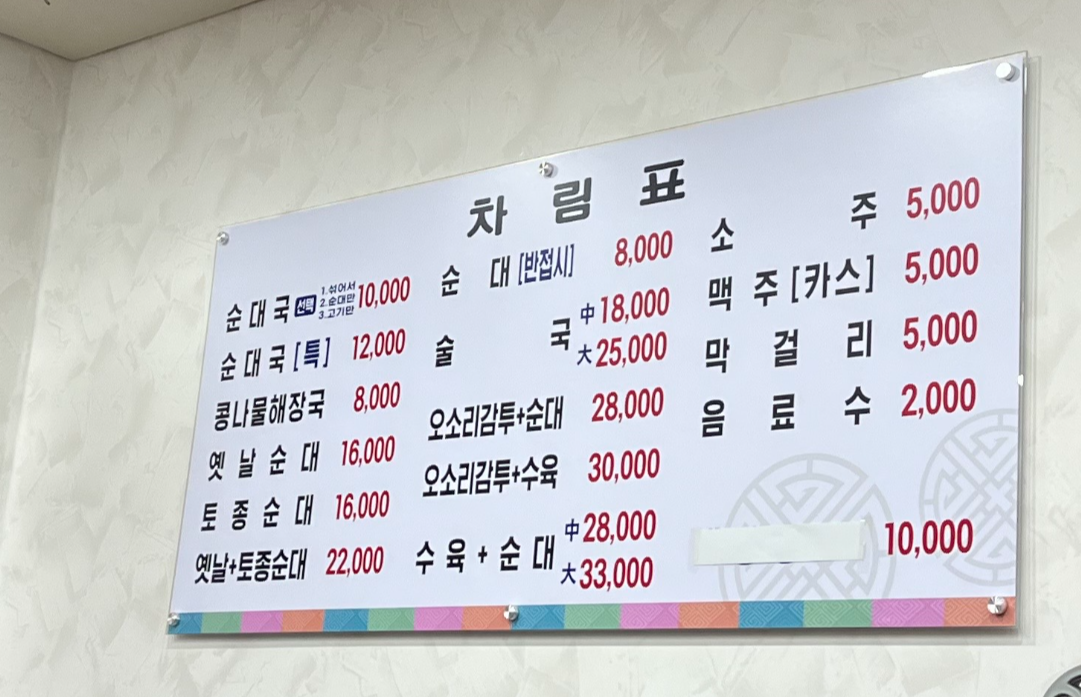 차림표
순대국 선택 1.섞어서 2.순대만 3.고기만 10,000
순대국[특] 12,000
콩나물해장국 8,000
옛날순대 16,000
토종순대 16,000
옛날+토종순대 22,000
순대[반접시] 8,000
술국 中18,000
大25,000
오소리감투+순대 28,000
오소리감투+수육 30,000
수육+순대 中28,000
大33,000
소주 5,000
맥주[카스] 5,000
막걸리 5,000
음료수 2,000
10,000